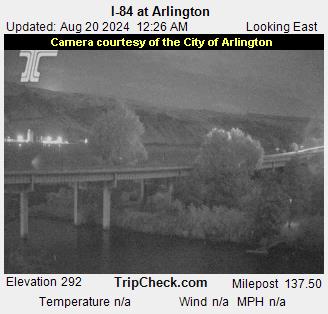 I-84 at Arlington
Updated: Aug 20 2024 12:26 AM Looking East
Camera courtesy of the City of Arlington
Elevation 292 TripCheck.com Milepost 137.50
Temperature n/a Wind n/a MPH n/a